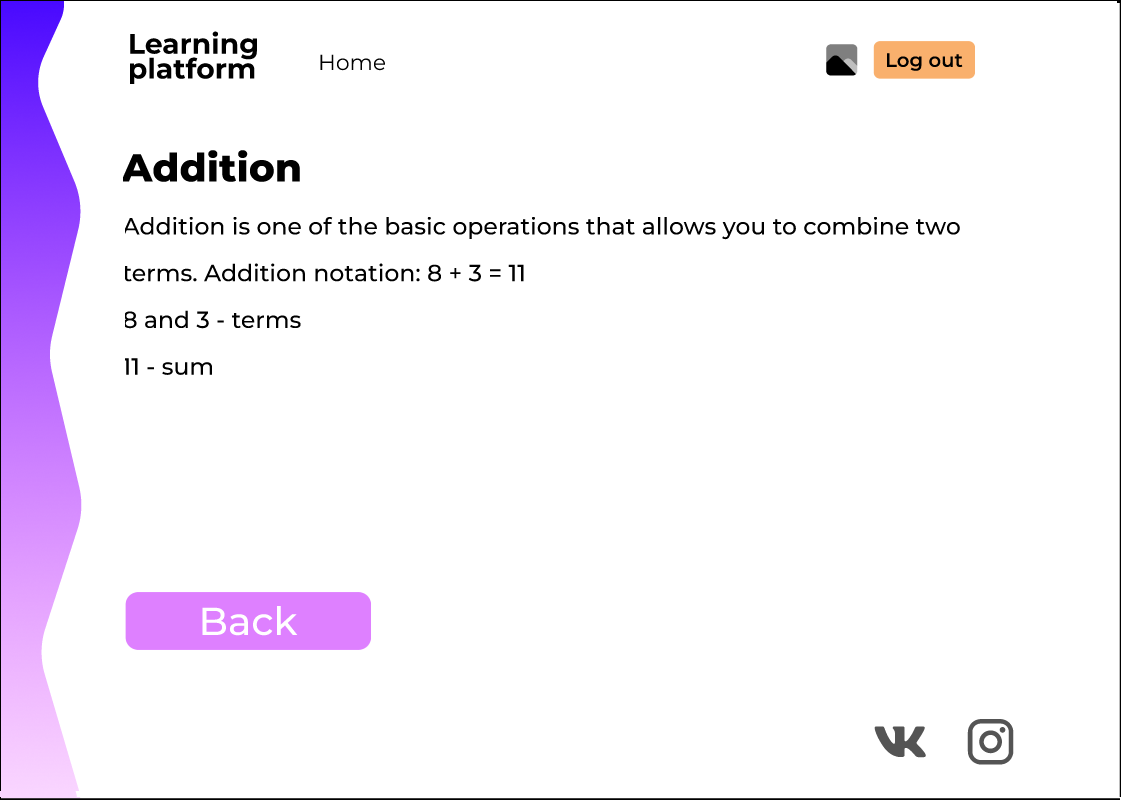 Learning
platform
Home
Log out
Addition
Addition is one of the basic operations that allows you to combine two
terms. Addition notation: 8 + 3 = 11
8 and 3 - terms
11 - sum
Back